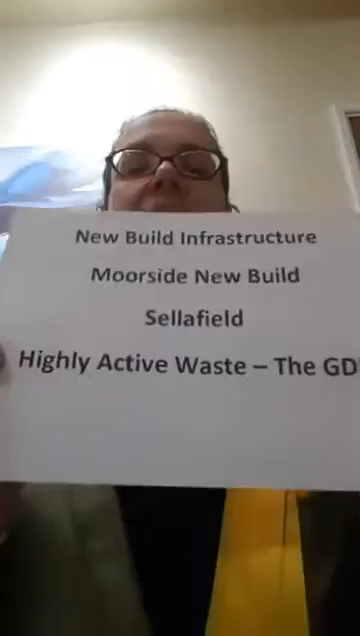 New Build Infrastructure
Moorside New Build
Sellafield
Highly Active Waste – The GD